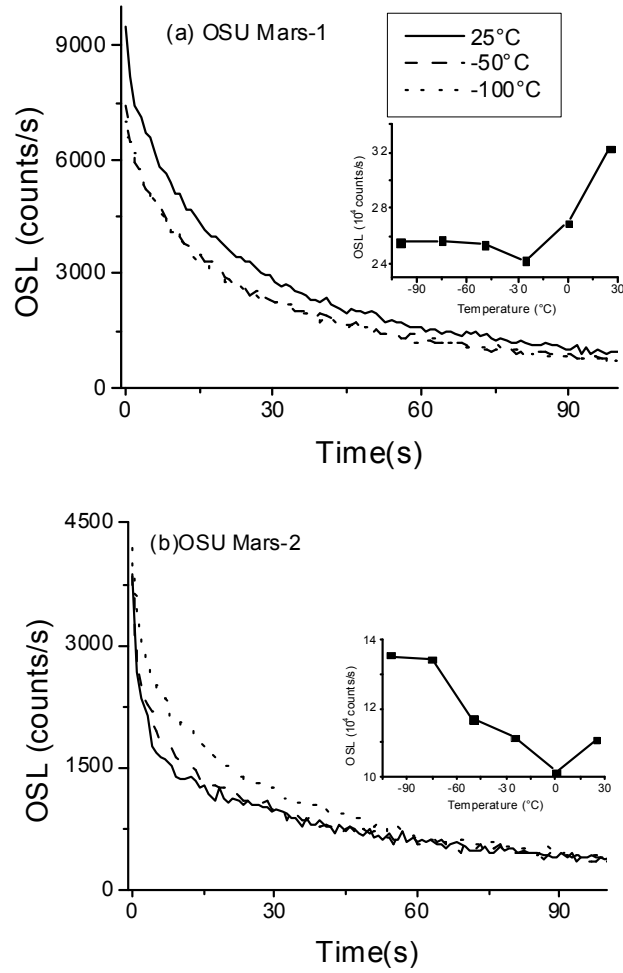 (a) OSU Mars-1
25°C
-50°C
-100°C
9000
6000
3000
0
OSL (counts/s)
0 30 60 90
Time(s)
32
28
24
OSL (10⁴ counts/s)
-90 -60 -30 0 30
Temperature (°C)
(b)OSU Mars-2
4500
3000
1500
0
OSL (counts/s)
0 30 60 90
Time(s)
14
12
10
OSL (10⁴ counts/s)
-90 -60 -30 0 30
Temperature (°C)